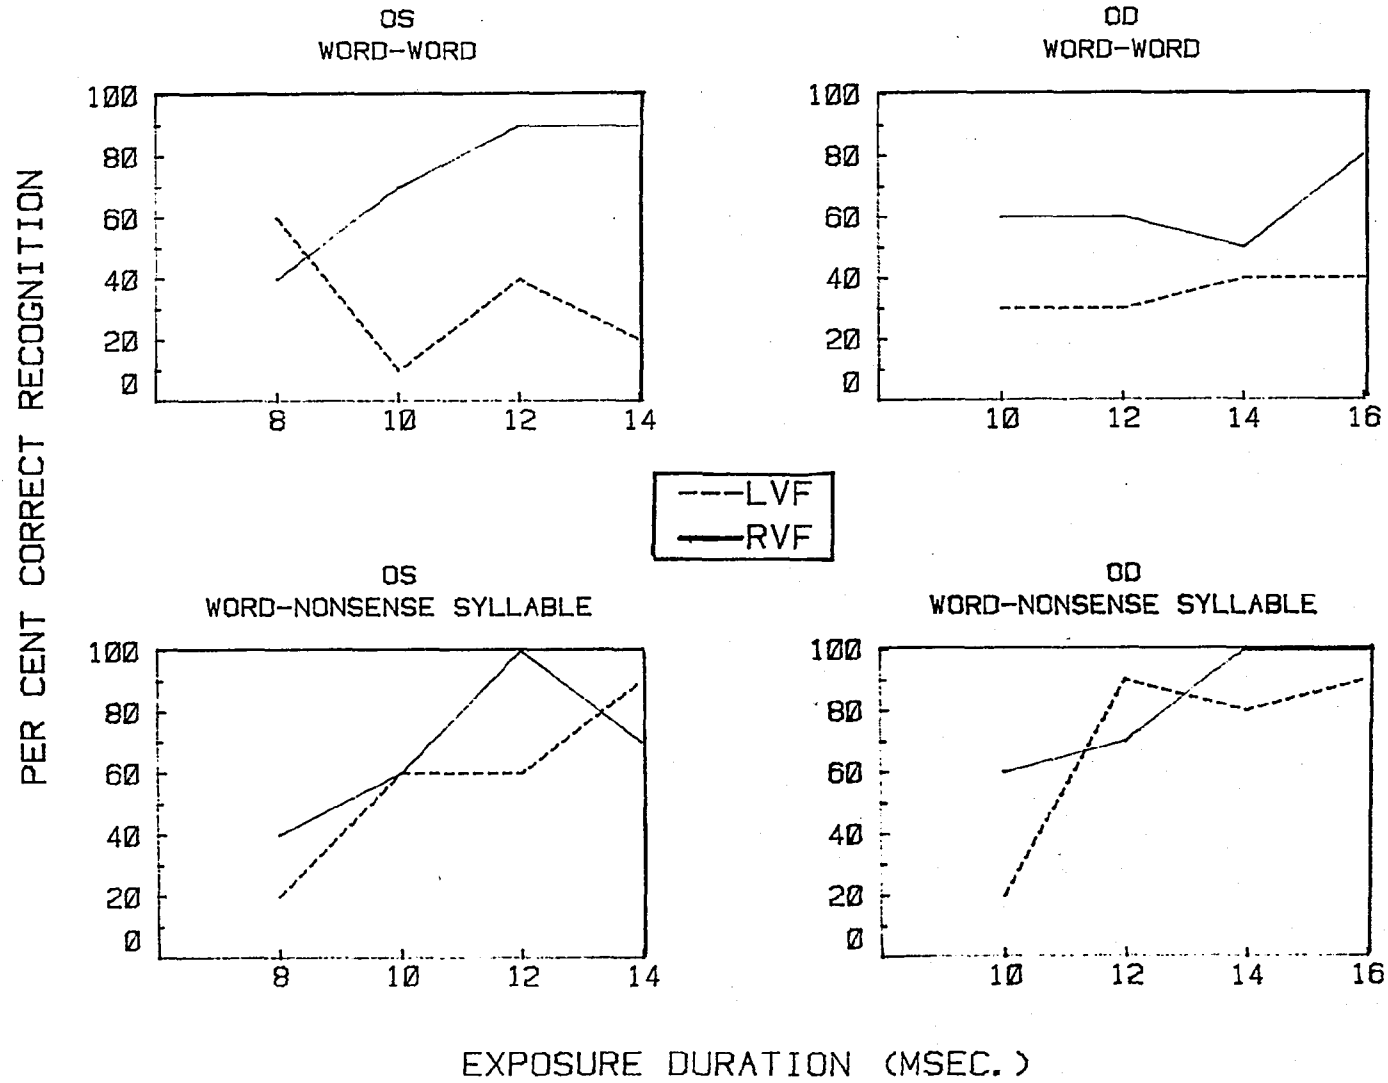 OS
WORD-WORD
100
80
60
40
20
0
8 10 12 14
OD
WORD-WORD
100
80
60
40
20
0
10 12 14 16
PER CENT CORRECT RECOGNITION
LVF
RVF
OS
WORD-NONSENSE SYLLABLE
100
80
60
40
20
0
8 10 12 14
OD
WORD-NONSENSE SYLLABLE
100
80
60
40
20
0
10 12 14 16
EXPOSURE DURATION (MSEC.)